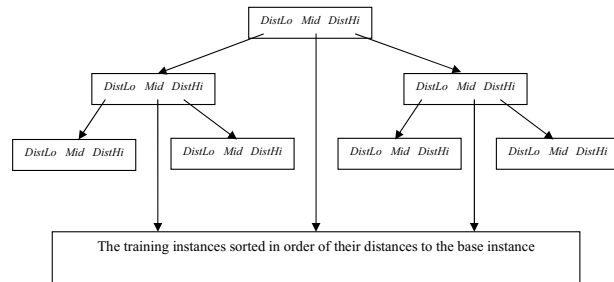 DistLo Mid DistHi
DistLo Mid DistHi
DistLo Mid DistHi
DistLo Mid DistHi
DistLo Mid DistHi
DistLo Mid DistHi
DistLo Mid DistHi
The training instances sorted in order of their distances to the base instance